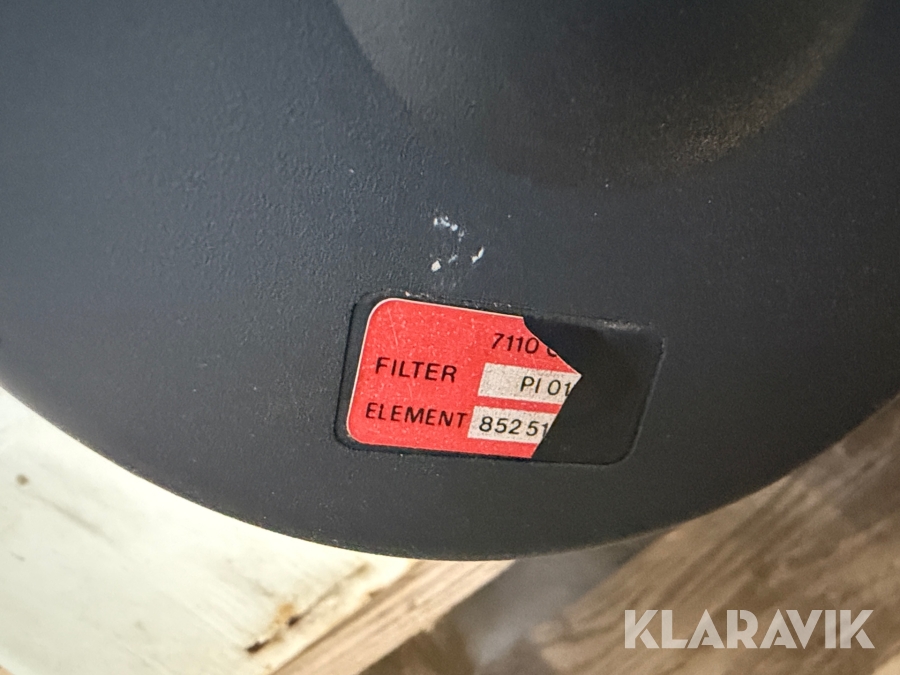 7110
FILTER
PI 01
ELEMENT
852 51
KLARAVIK